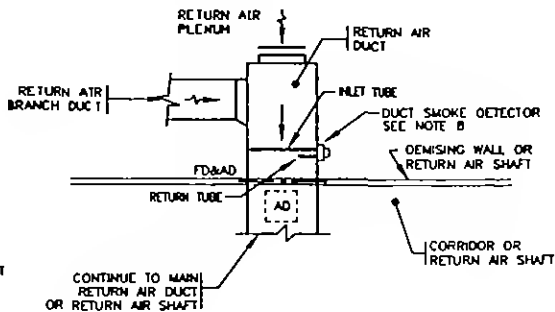 RETURN AIR
PLENUM
RETURN AIR
DUCT
RETURN AIR
BRANCH DUCT
INLET TUBE
DUCT SMOKE DETECTOR
SEE NOTE 8
DEMISING WALL OR
RETURN AIR SHAFT
FD&AD
RETURN TUBE
AD
CORRIDOR OR
RETURN AIR SHAFT
T
CONTINUE TO MAIN
RETURN AIR DUCT
OR RETURN AIR SHAFT